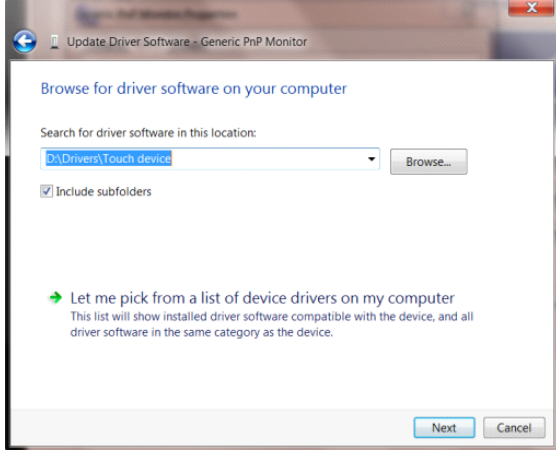 Update Driver Software - Generic PnP Monitor
Browse for driver software on your computer
Search for driver software in this location:
D:\Drivers\Touch device
Browse...
Include subfolders
Let me pick from a list of device drivers on my computer
This list will show installed driver software compatible with the device, and all
driver software in the same category as the device.
Next Cancel